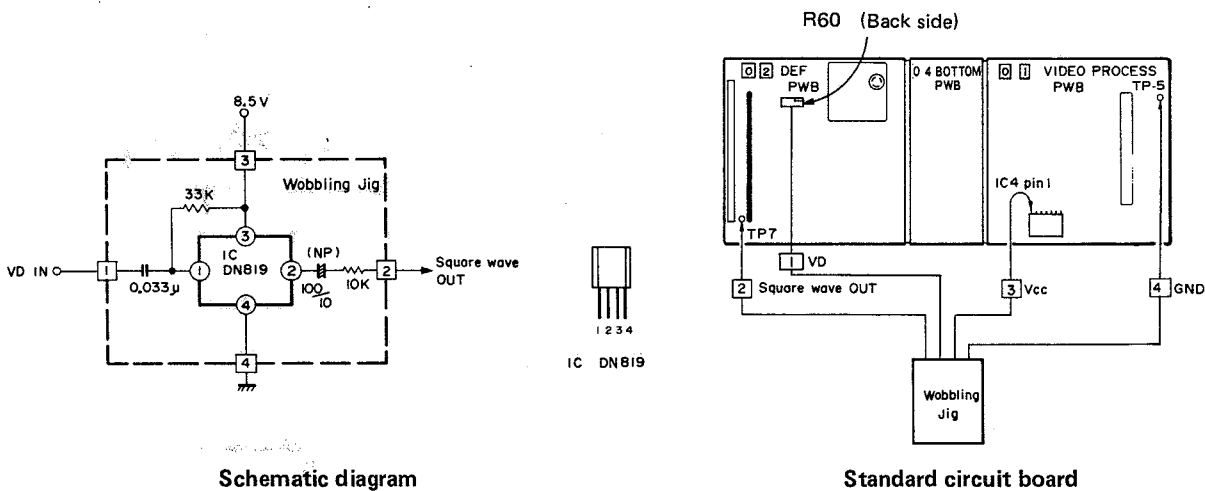 8.5V
3
Wobbling Jig
33K
3
IC
DN819
(NP)
VD IN
1
1
2
2
Square wave
OUT
0.033μ
100/10
10K
4
4
1 2 3 4
IC DN819
Schematic diagram
R60 (Back side)
0 2 DEF
PWB
0 4 BOTTOM
PWB
0 1 VIDEO PROCESS
PWB
TP-5
IC4 pin 1
TP7
1 VD
2 Square wave OUT
3 Vcc
4 GND
Wobbling
Jig
Standard circuit board